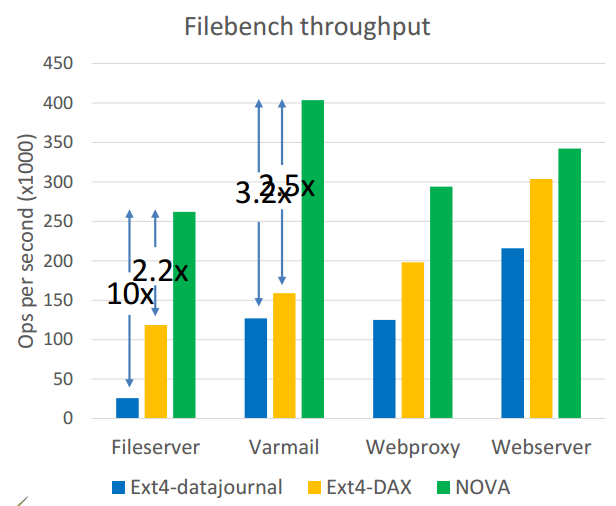 Filebench throughput
450
400
350
300
250
200
150
100
50
0
Ops per second (x1000)
10x
2.2x
3.2x
2.5x
Fileserver
Varmail
Webproxy
Webserver
Ext4-datajournal
Ext4-DAX
NOVA